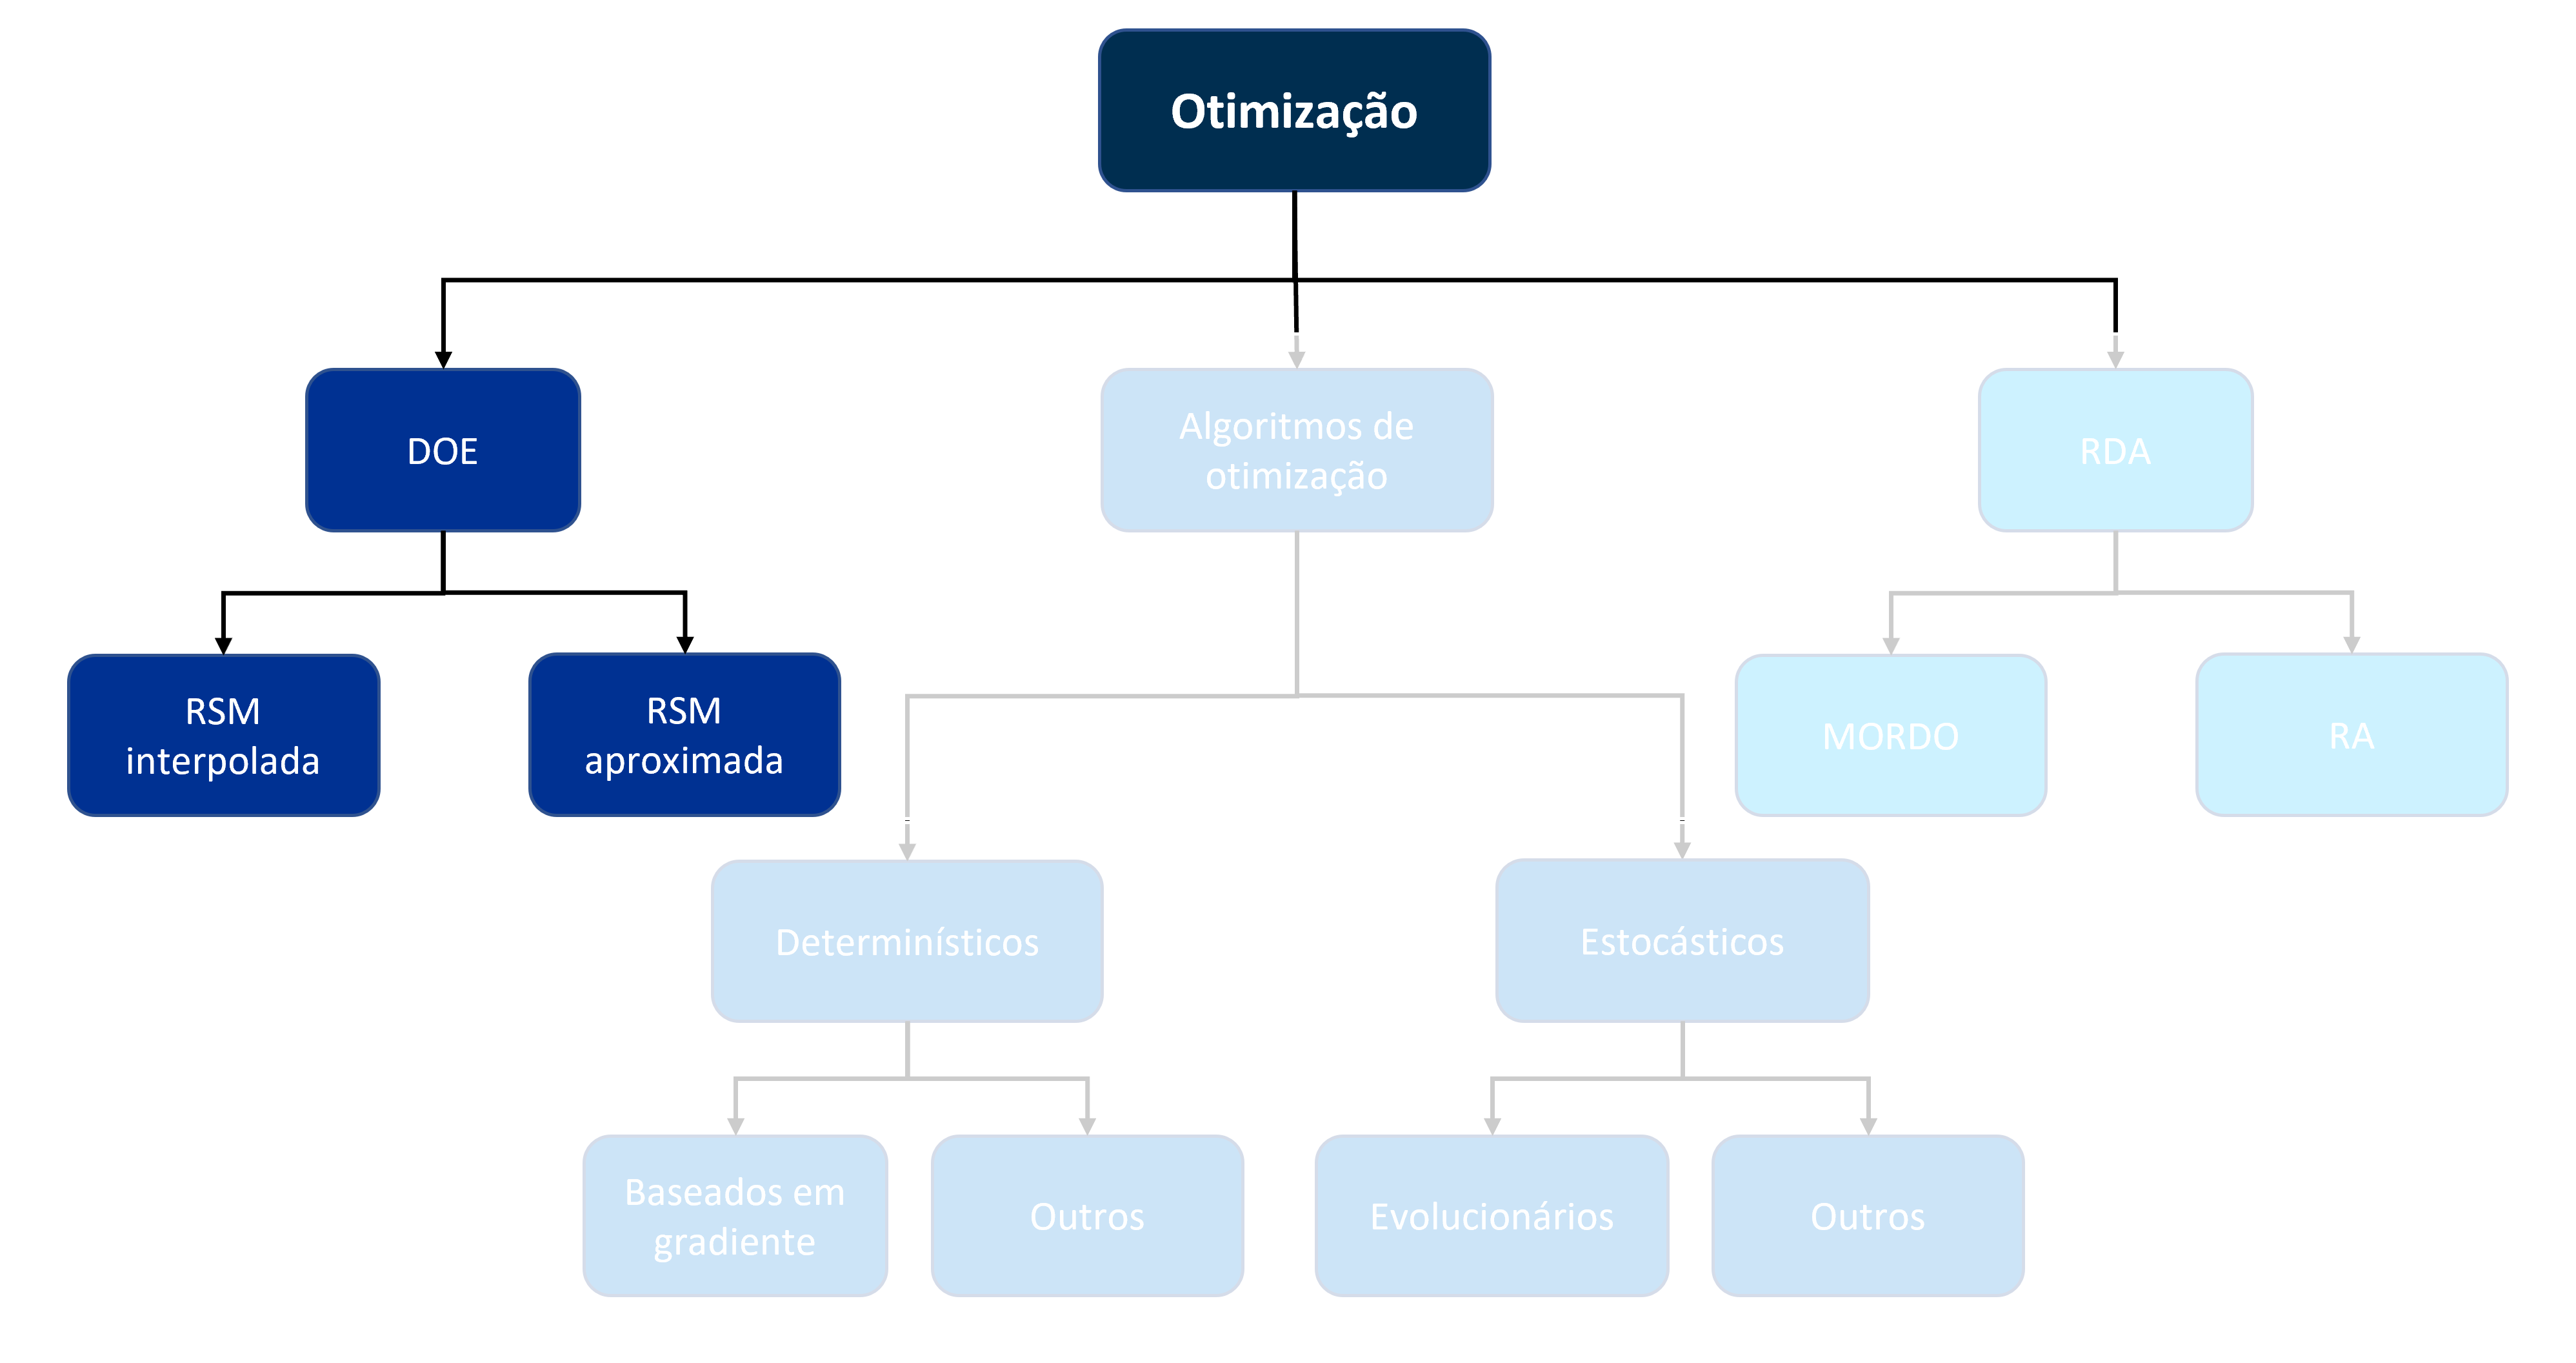 Otimização
DOE
Algoritmos de
otimização
RDA
RSM
interpolada
RSM
aproximada
MORDO
RA
Determinísticos
Estocásticos
Baseados em
gradiente
Outros
Evolucionários
Outros